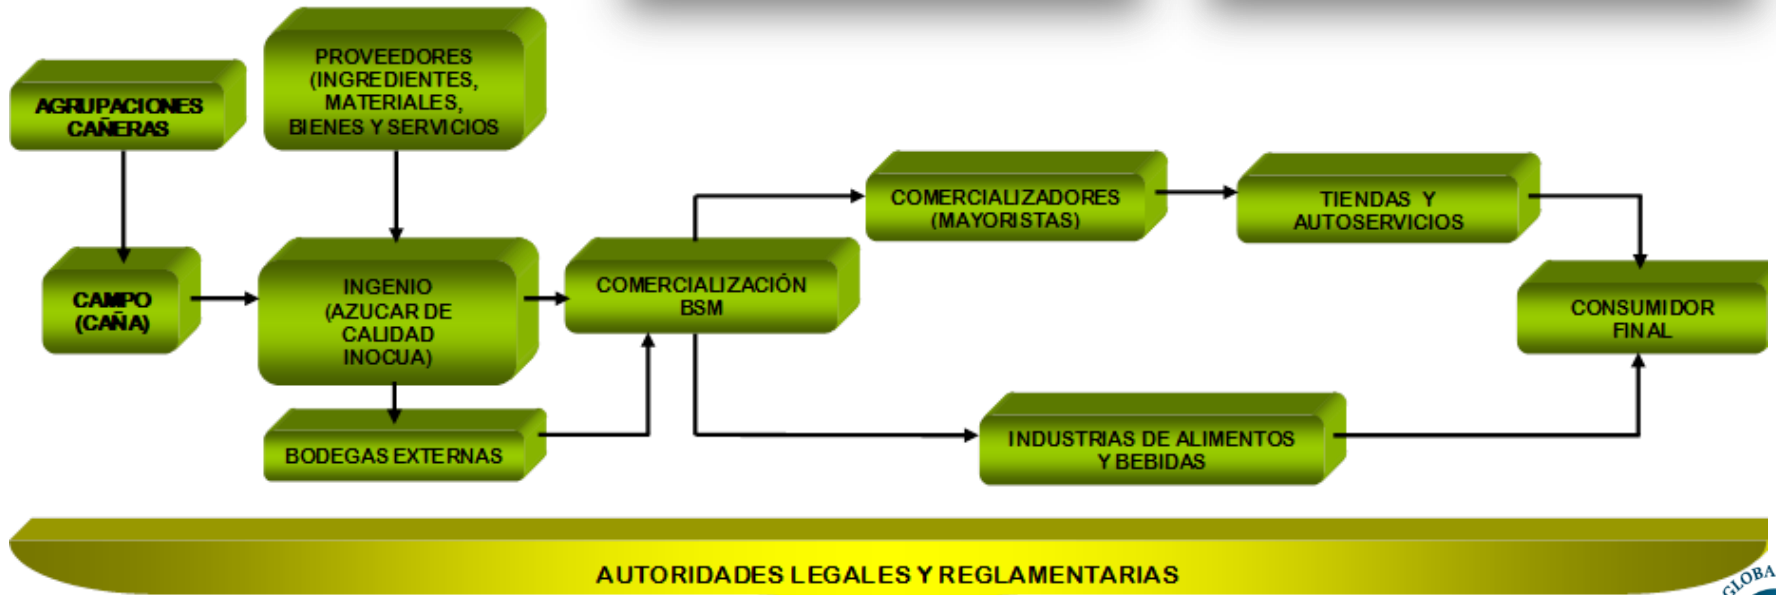 PROVEEDORES
(INGREDIENTES,
MATERIALES,
BIENES Y SERVICIOS
AGRUPACIONES
CAÑERAS
COMERCIALIZADORES
(MAYORISTAS)
TIENDAS Y
AUTOSERVICIOS
CAMPO
(CAÑA)
INGENIO
(AZUCAR DE
CALIDAD
INOCUA)
COMERCIALIZACIÓN
BSM
CONSUMIDOR
FINAL
BODEGAS EXTERNAS
INDUSTRIAS DE ALIMENTOS
Y BEBIDAS
AUTORIDADES LEGALES Y REGLAMENTARIAS
GLOBA